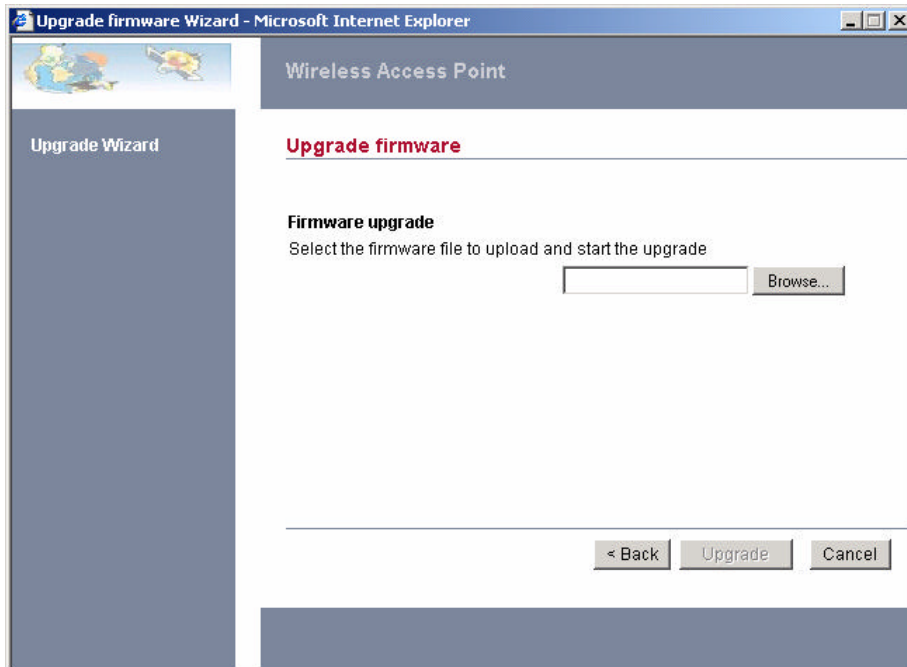 Upgrade firmware Wizard - Microsoft Internet Explorer
Wireless Access Point
Upgrade Wizard
Upgrade firmware
Firmware upgrade
Select the firmware file to upload and start the upgrade
Browse...
< Back
Upgrade
Cancel